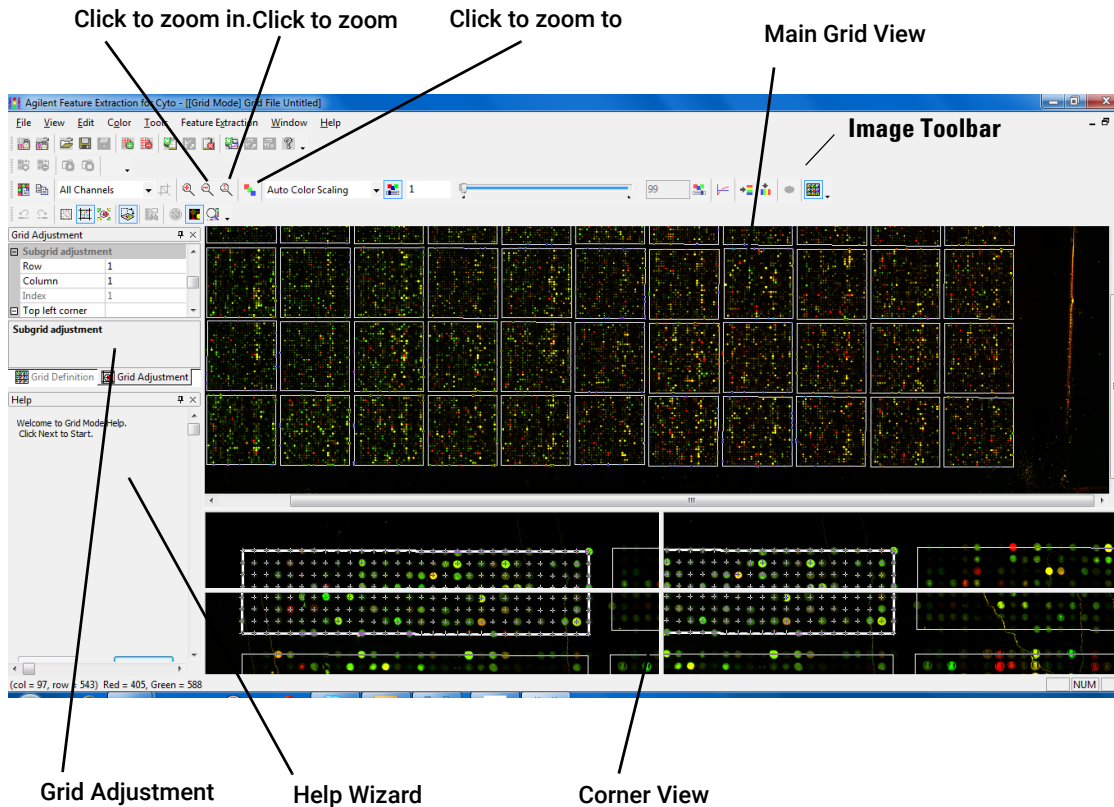 Click to zoom in.Click to zoom
Click to zoom to
Main Grid View
Agilent Feature Extraction for Cyto - [[Grid Mode] Grid File Untitled]
File View Edit Color Tools Feature Extraction Window Help
Image Toolbar
All Channels
Auto Color Scaling
1
99
Grid Adjustment
Subgrid adjustment
Row 1
Column 1
Index 1
Top left corner
Subgrid adjustment
Grid Definition Grid Adjustment
Help
Welcome to Grid Mode Help.
Click Next to Start.
(col = 97, row = 543) Red = 405, Green = 588
NUM
Grid Adjustment
Help Wizard
Corner View